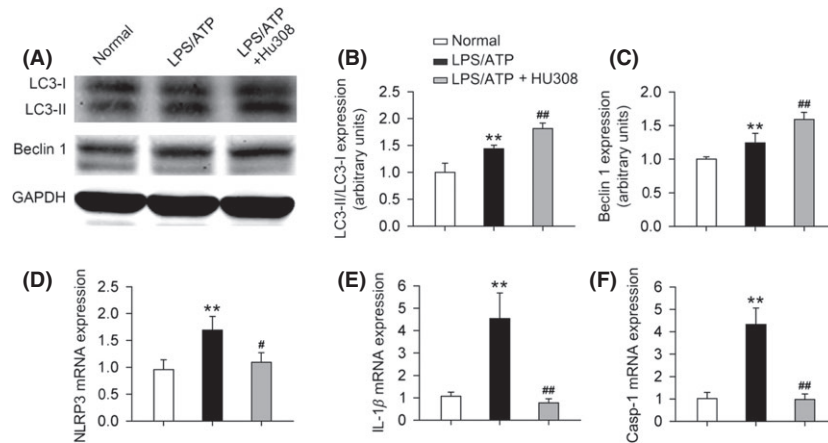 (A)
Normal
LPS/ATP
LPS/ATP
+Hu308
LC3-I
LC3-II
Beclin 1
GAPDH
Normal
LPS/ATP
LPS/ATP + HU308
(B)
LC3-II/LC3-I expression
(arbitrary units)
2.5
2.0
1.5
1.0
0.5
0.0
**
##
(C)
Beclin 1 expression
(arbitrary units)
2.0
1.5
1.0
0.5
0.0
**
##
(D)
NLRP3 mRNA expression
2.5
2.0
1.5
1.0
0.5
0.0
**
#
(E)
IL-1β mRNA expression
6
5
4
2
1
0
**
##
(F)
Casp-1 mRNA expression
6
5
4
2
1
0
**
##